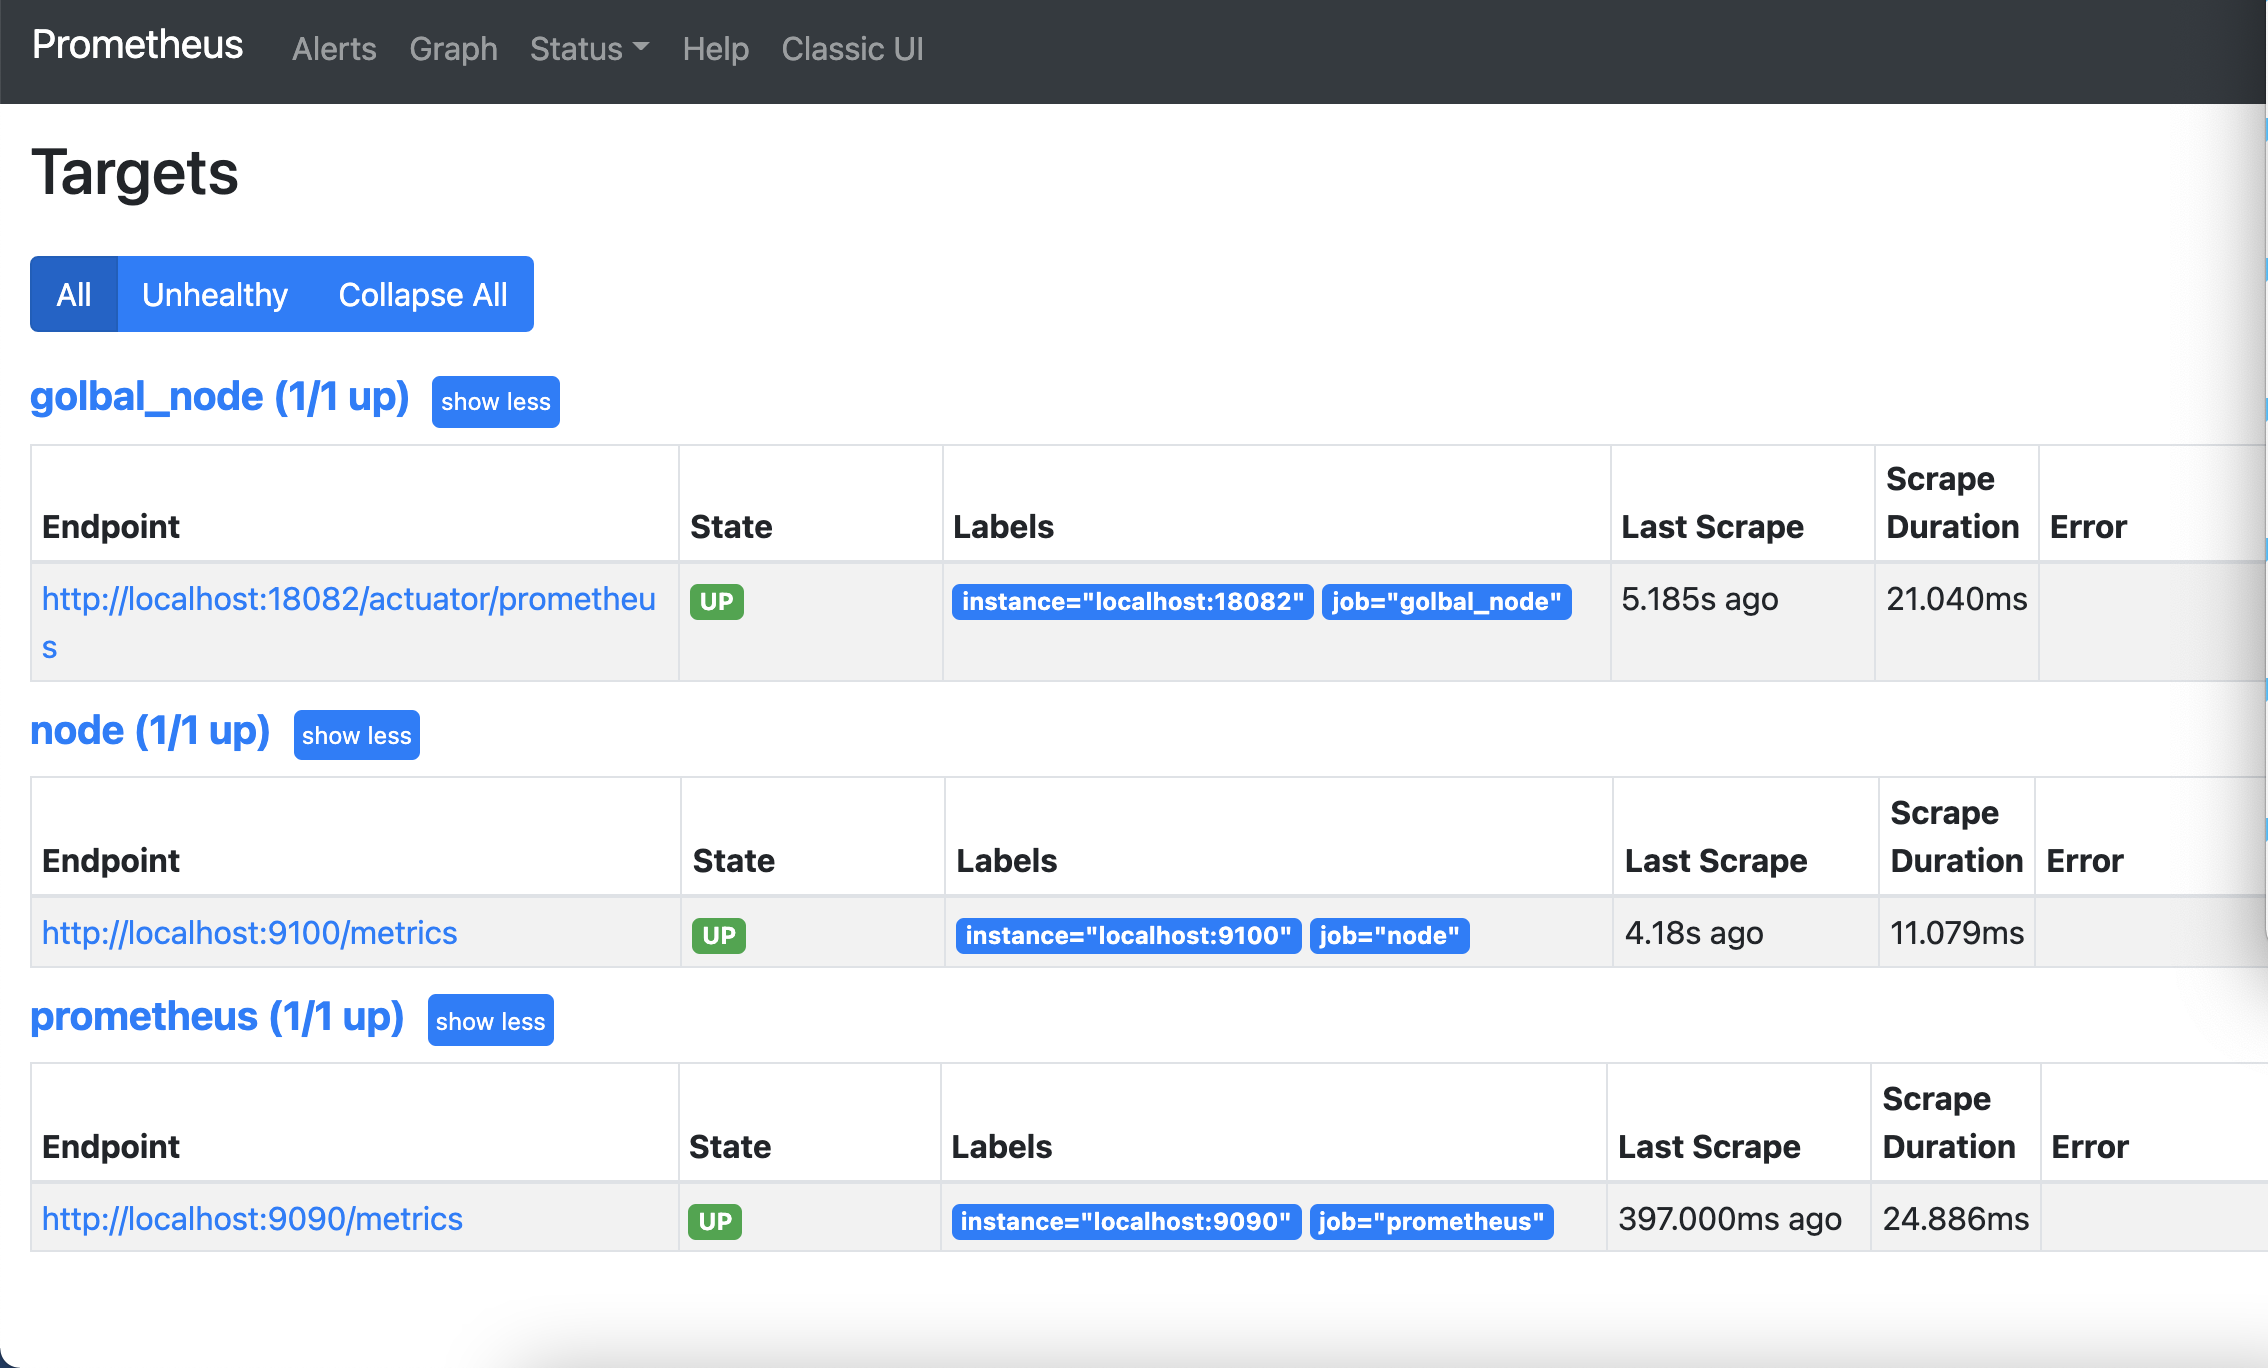 Prometheus Alerts Graph Status Help Classic UI
Targets
All Unhealthy Collapse All
golbal_node (1/1 up) show less
Endpoint State Labels Last Scrape Scrape Duration Error
http://localhost:18082/actuator/prometheu
s
UP instance="localhost:18082" job="golbal_node" 5.185s ago 21.040ms
node (1/1 up) show less
Endpoint State Labels Last Scrape Scrape Duration Error
http://localhost:9100/metrics UP instance="localhost:9100" job="node" 4.18s ago 11.079ms
prometheus (1/1 up) show less
Endpoint State Labels Last Scrape Scrape Duration Error
http://localhost:9090/metrics UP instance="localhost:9090" job="prometheus" 397.000ms ago 24.886ms